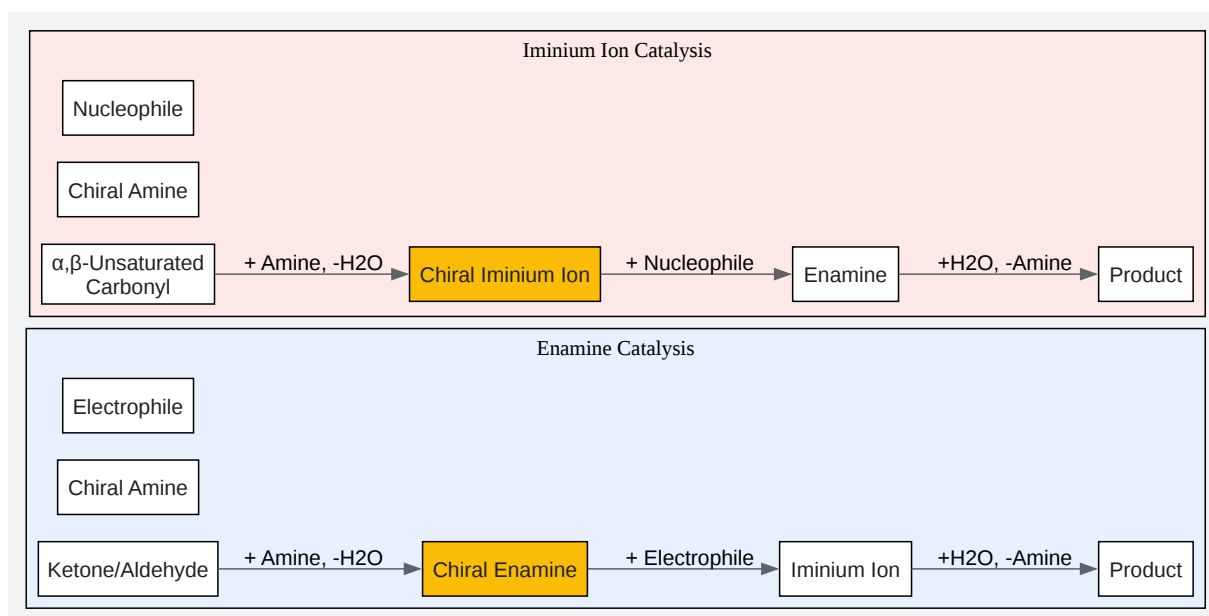 Iminium Ion Catalysis
Nucleophile
Chiral Amine
α,β-Unsaturated
Carbonyl
+ Amine, -H2O
Chiral Iminium Ion
+ Nucleophile
Enamine
+H2O, -Amine
Product
Enamine Catalysis
Electrophile
Chiral Amine
Ketone/Aldehyde
+ Amine, -H2O
Chiral Enamine
+ Electrophile
Iminium Ion
+H2O, -Amine
Product